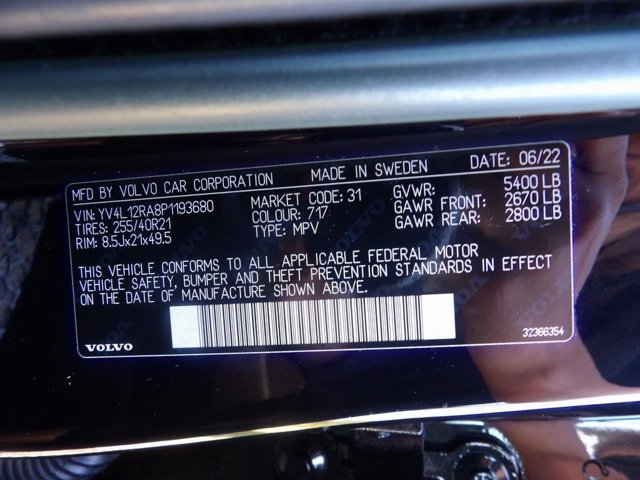 MFD BY VOLVO CAR CORPORATION MADE IN SWEDEN DATE: 06/22
VIN: YV4L12RA8P1193680 MARKET CODE: 31 GVWR: 5400 LB
TIRES: 255/40R21 COLOUR: 717 GAWR FRONT: 2670 LB
RIM: 8.5Jx21x49.5 TYPE: MPV GAWR REAR: 2800 LB
THIS VEHICLE CONFORMS TO ALL APPLICABLE FEDERAL MOTOR
VEHICLE SAFETY, BUMPER AND THEFT PREVENTION STANDARDS IN EFFECT
ON THE DATE OF MANUFACTURE SHOWN ABOVE.
VOLVO 32366354